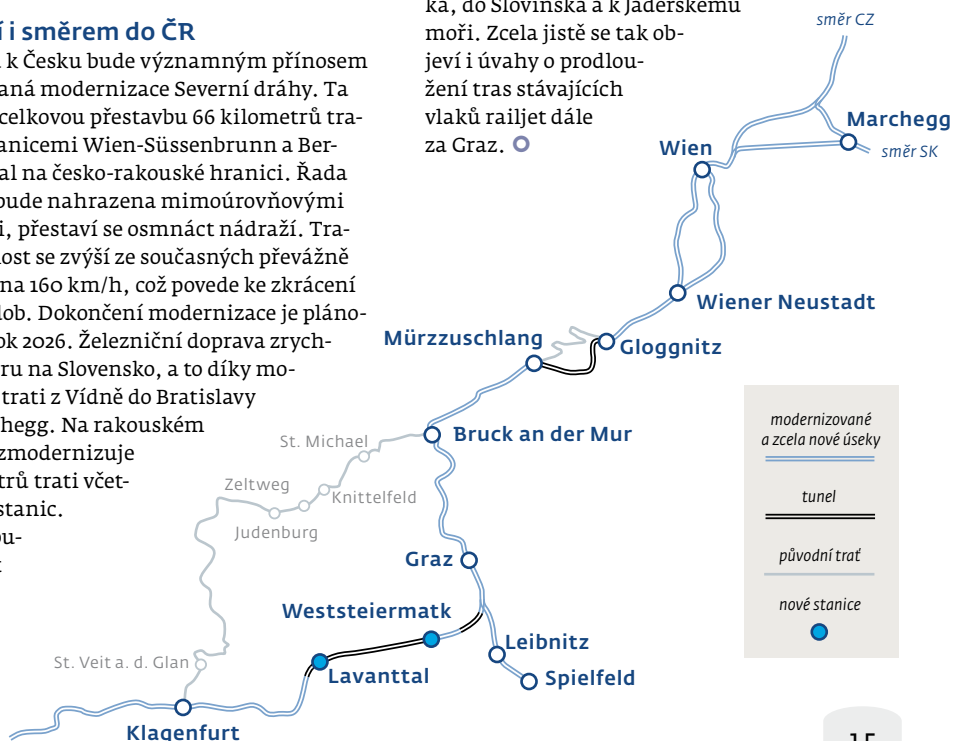 í i směrem do ČR
k Česku bude významným přínosem
aná modernizace Severní dráhy. Ta
celkovou přestavbu 66 kilometrů tra-
anicemi Wien-Süssenbrunn a Ber-
al na česko-rakouské hranici. Řada
bude nahrazena mimoúrovňovými
i, přestaví se osmnáct nádraží. Tra-
ost se zvýší ze současných převážně
na 160 km/h, což povede ke zkrácení
dob. Dokončení modernizace je pláno-
ok 2026. Železniční doprava zrych-
ru na Slovensko, a to díky mo-
trati z Vídně do Bratislavy
hegg. Na rakouském
zmodernizuje
trů trati včet-
stanic.
ou-
ka, do Slovinska a k Jaderskému
moři. Zcela jistě se tak ob-
jeví i úvahy o prodlou-
žení tras stávajících
vlaků railjet dále
za Graz.
směr CZ
Marchegg
směr SK
Wien
Wiener Neustadt
Mürzzuschlang
Gloggnitz
Bruck an der Mur
St. Michael
Zeltweg
Knittelfeld
Judenburg
Graz
Weststeiermatk
Leibnitz
St. Veit a. d. Glan
Lavanttal
Spielfeld
Klagenfurt
modernizované
a zcela nové úseky
tunel
původní trať
nové stanice
15